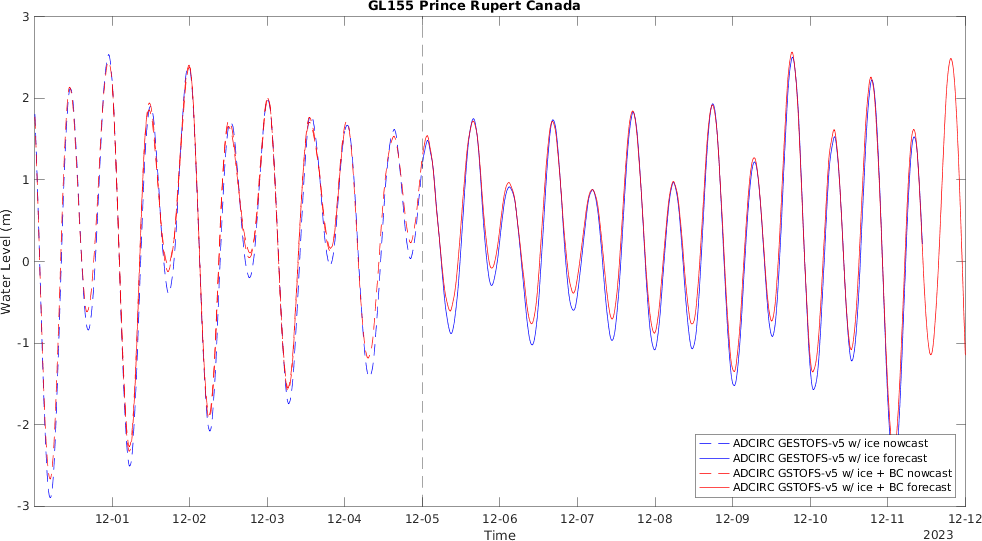 GL155 Prince Rupert Canada
3
2
1
0
-1
-2
-3
Water Level (m)
ADCIRC GESTOFS-v5 w/ ice nowcast
ADCIRC GESTOFS-v5 w/ ice forecast
ADCIRC GSTOFS-v5 w/ ice + BC nowcast
ADCIRC GSTOFS-v5 w/ ice + BC forecast
12-01 12-02 12-03 12-04 12-05 12-06 12-07 12-08 12-09 12-10 12-11 12-12
Time
2023